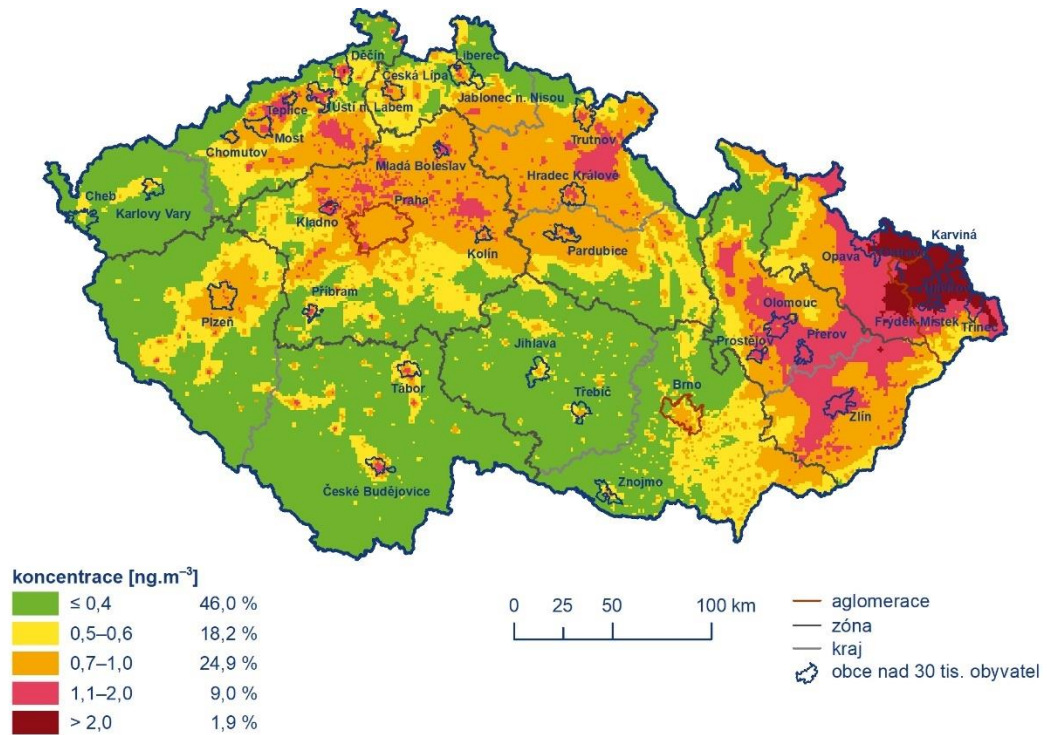 Děčín
Liberec
Česká Lípa
Jablonec n. Nisou
Teplice
Ústí n. Labem
Most
Chomutov
Trutnov
Mladá Boleslav
Hradec Králové
Cheb
Karlovy Vary
Praha
Kladno
Kolín
Pardubice
Karviná
Opava
Příbram
Plzeň
Olomouc
Frýdek-Místek
Třinec
Prostějov
Přerov
Jihlava
Tábor
Třebíč
Brno
Zlín
České Budějovice
Znojmo
koncentrace [ng.m⁻³]
≤ 0,4 46,0 %
0,5–0,6 18,2 %
0,7–1,0 24,9 %
1,1–2,0 9,0 %
> 2,0 1,9 %
0 25 50 100 km
aglomerace
zóna
kraj
obce nad 30 tis. obyvatel